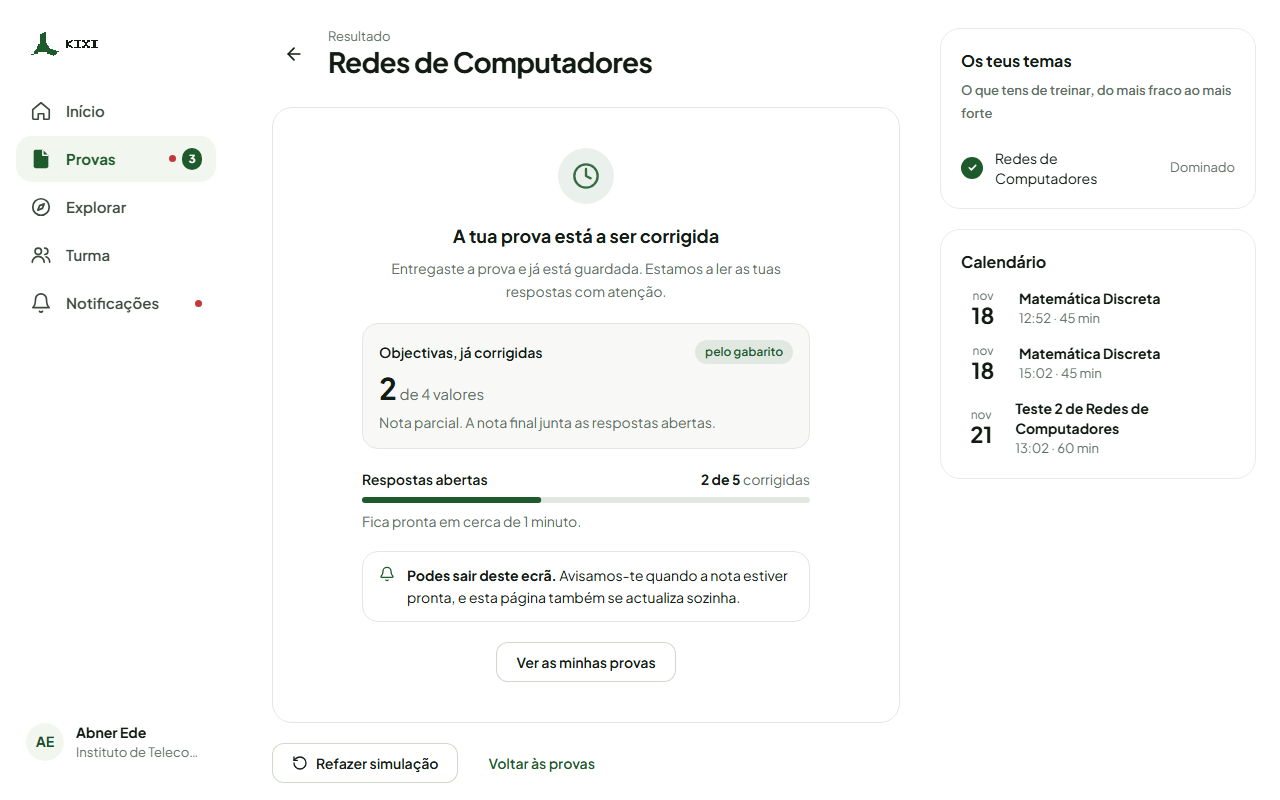 KIXI
Início
Provas
3
Explorar
Turma
Notificações
AE
Abner Ede
Instituto de Teleco...
Resultado
Redes de Computadores
A tua prova está a ser corrigida
Entregaste a prova e já está guardada. Estamos a ler as tuas
respostas com atenção.
Objectivas, já corrigidas
pelo gabarito
2 de 4 valores
Nota parcial. A nota final junta as respostas abertas.
Respostas abertas
2 de 5 corrigidas
Fica pronta em cerca de 1 minuto.
Podes sair deste ecrã. Avisamos-te quando a nota estiver
pronta, e esta página também se actualiza sozinha.
Ver as minhas provas
Refazer simulação
Voltar às provas
Os teus temas
O que tens de treinar, do mais fraco ao mais
forte
Redes de
Computadores
Dominado
Calendário
nov
18
Matemática Discreta
12:52 · 45 min
nov
18
Matemática Discreta
15:02 · 45 min
nov
21
Teste 2 de Redes de
Computadores
13:02 · 60 min